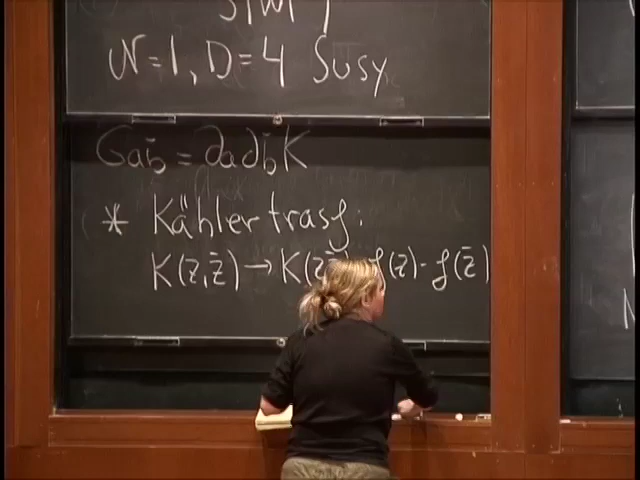 N=1, D=4 Susy
Gab̄ = ∂a∂b̄K
* Kähler trasf:
K(z,z̄) → K(z z̄) f(z) - f(z̄)